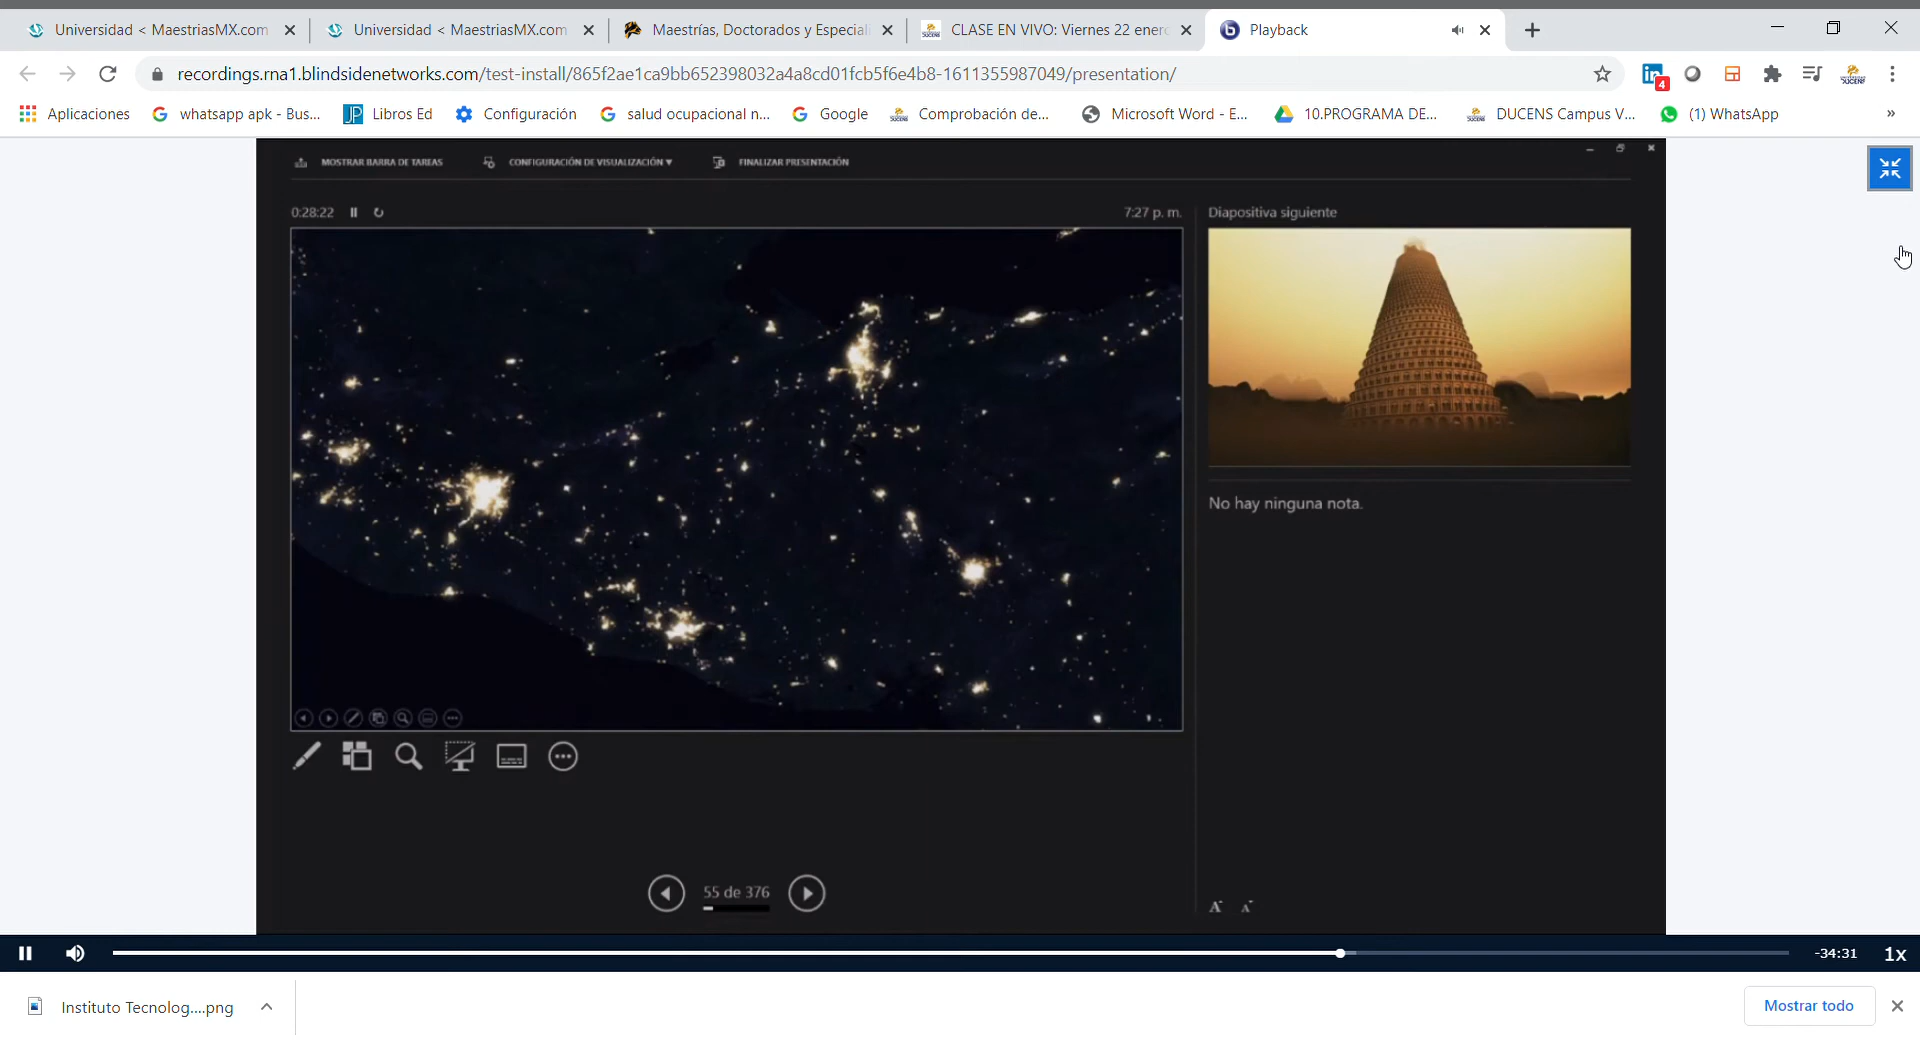 Universidad < MaestriasMX.com
Universidad < MaestriasMX.com
Maestrías, Doctorados y Especiali
CLASE EN VIVO: Viernes 22 enero
Playback
recordings.rna1.blindsidenetworks.com/test-install/865f2ae1ca9bb652398032a4a8cd01fcb5f6e4b8-1611355987049/presentation/
4
Aplicaciones
whatsapp apk - Bus...
Libros Ed
Configuración
salud ocupacional n...
Google
Comprobación de...
Microsoft Word - E...
10.PROGRAMA DE...
DUCENS Campus V...
(1) WhatsApp
»
MOSTRAR BARRA DE TAREAS
CONFIGURACIÓN DE VISUALIZACIÓN
FINALIZAR PRESENTACIÓN
0:28:22
7:27 p. m.
Diapositiva siguiente
No hay ninguna nota.
55 de 376
A A
-34:31
1x
Instituto Tecnolog....png
Mostrar todo